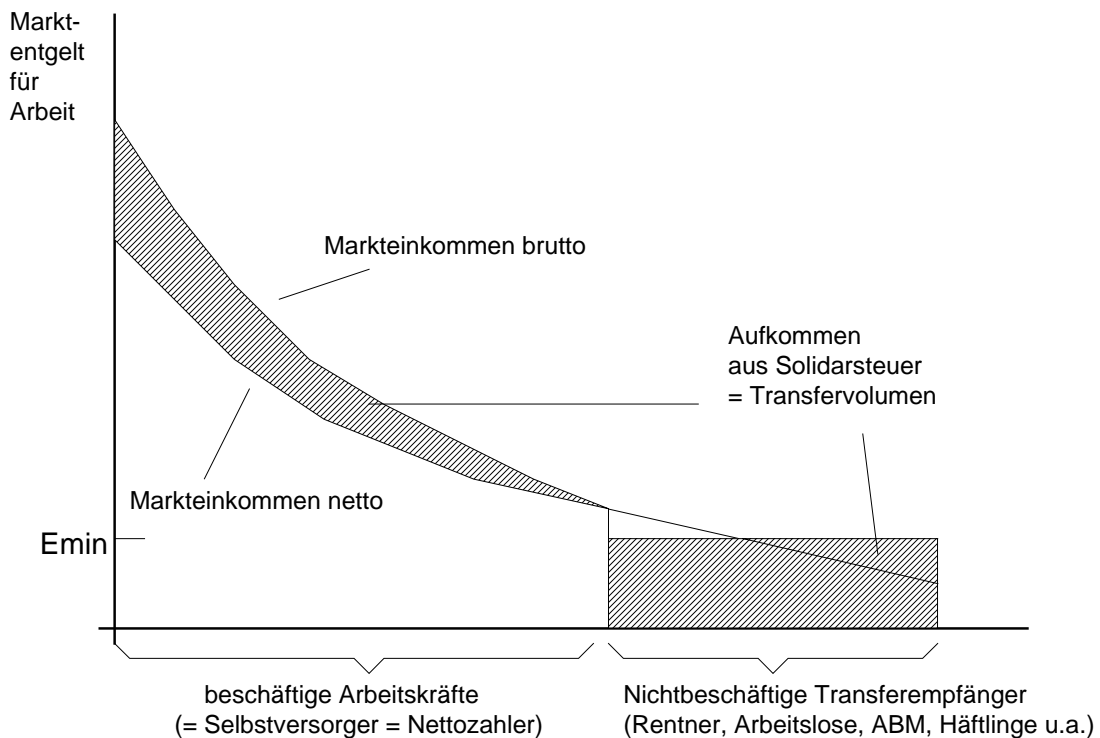 Markt-
entgelt
für
Arbeit
Markteinkommen brutto
Aufkommen
aus Solidarsteuer
= Transfervolumen
Markteinkommen netto
Emin
beschäftige Arbeitskräfte
(= Selbstversorger = Nettozahler)
Nichtbeschäftige Transferempfänger
(Rentner, Arbeitslose, ABM, Häftlinge u.a.)